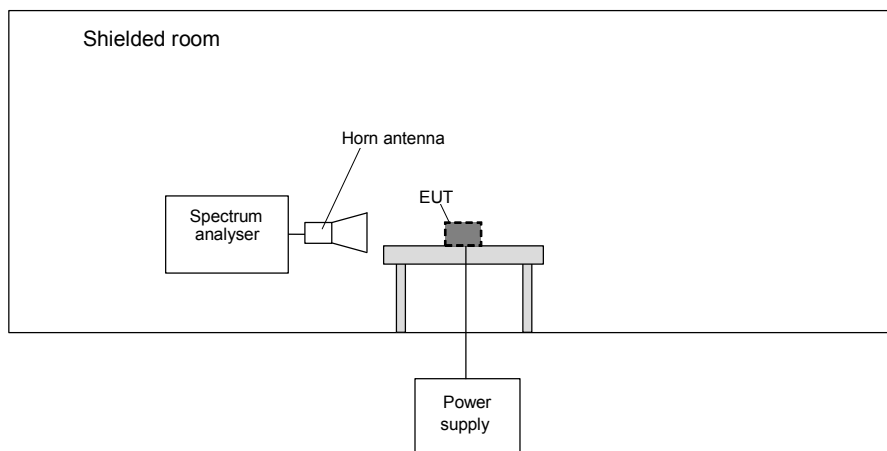 Shielded room
Horn antenna
EUT
Spectrum
analyser
Power
supply